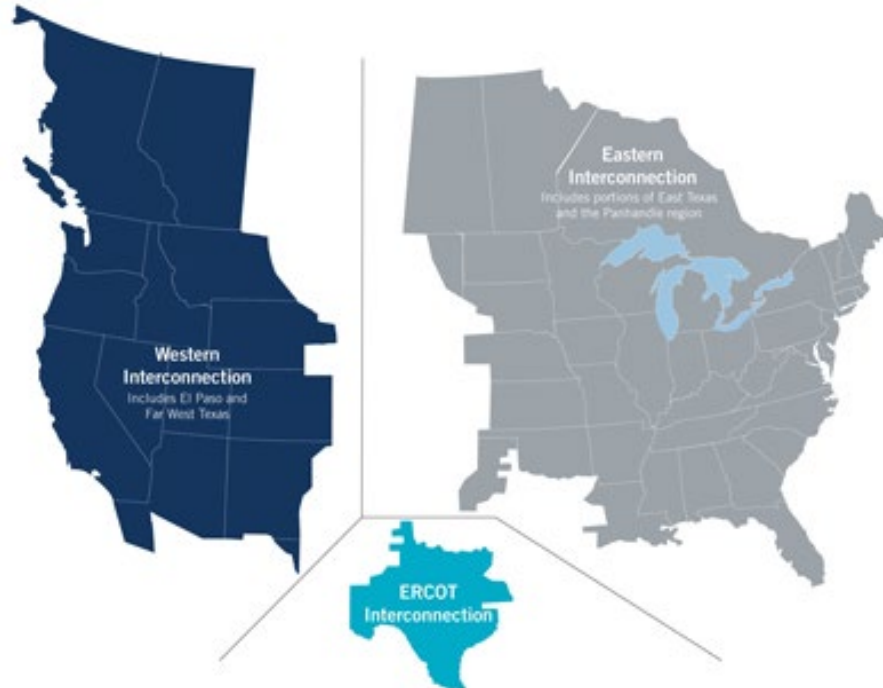 Western
Interconnection
Includes El Paso and
Far West Texas
Eastern
Interconnection
Includes portions of East Texas
and the Panhandle region
ERCOT
Interconnection